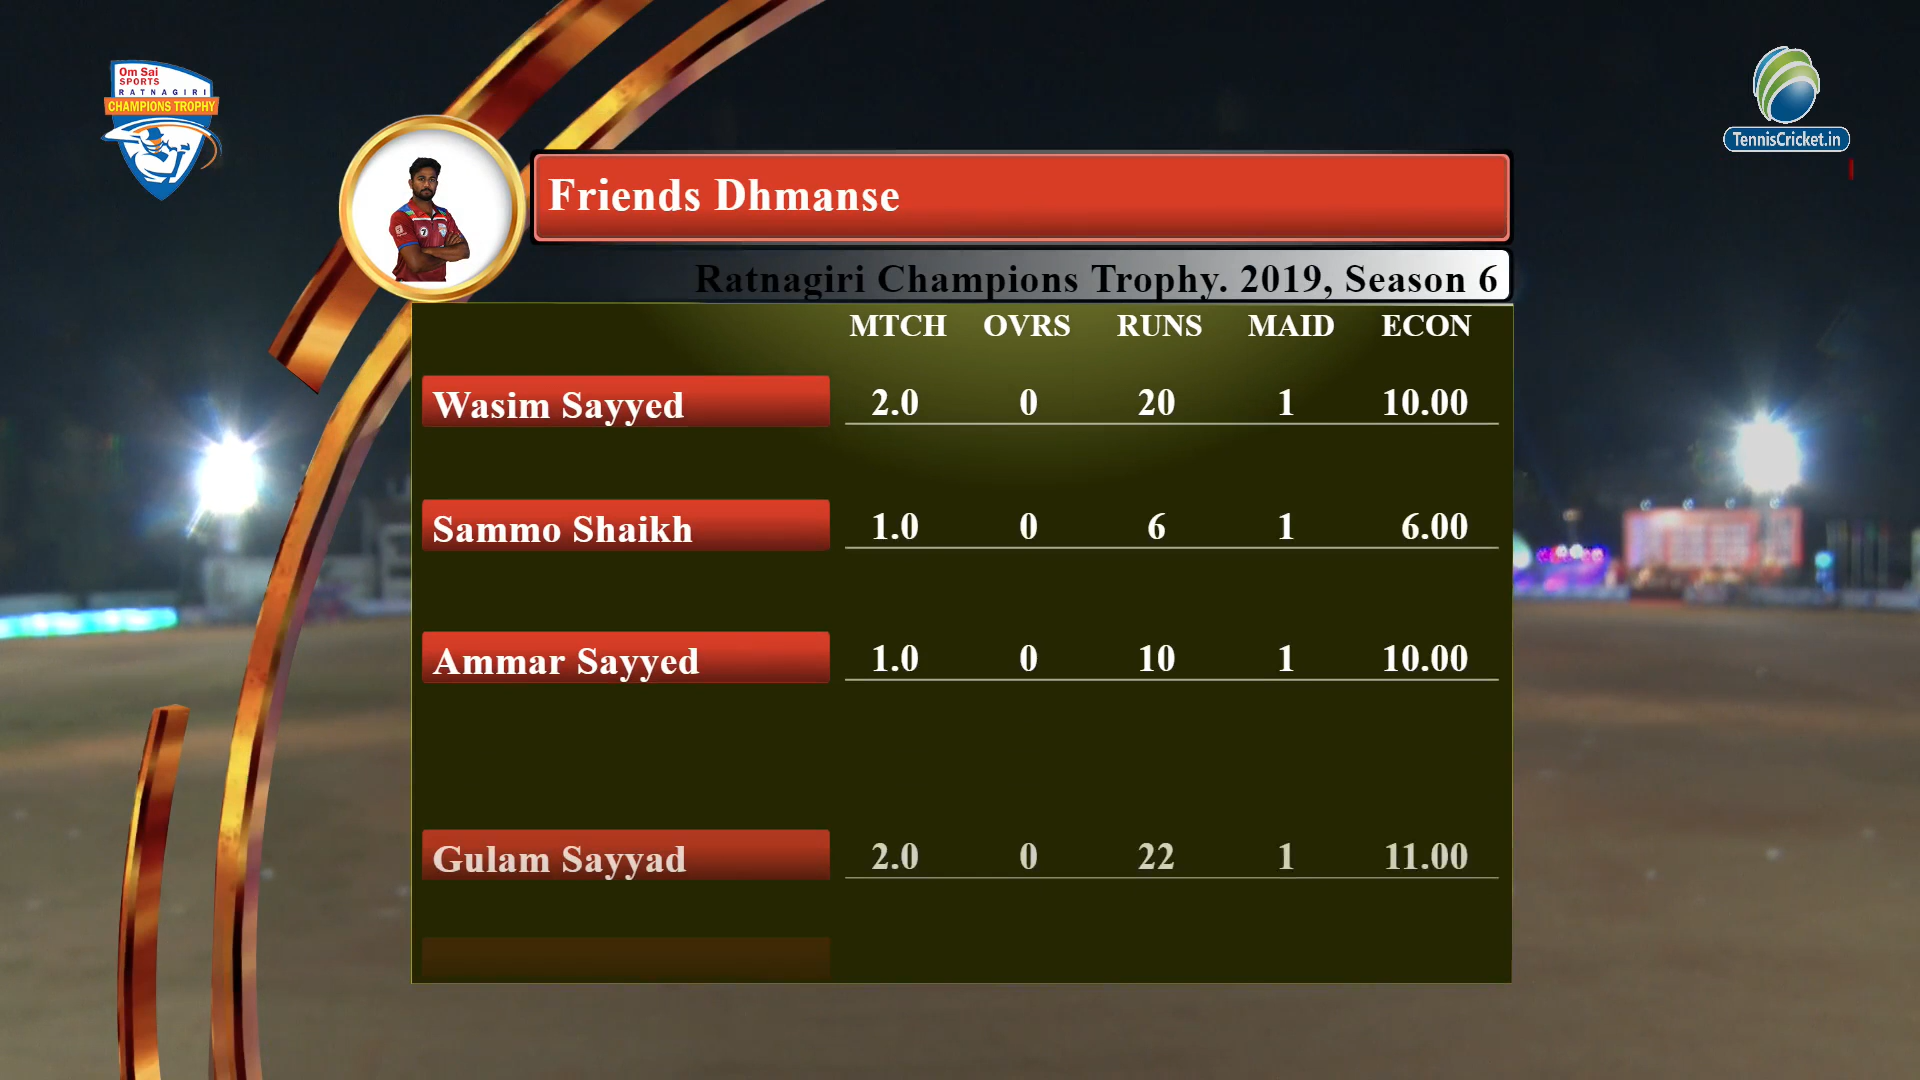 Om Sai
SPORTS
RATNAGIRI
CHAMPIONS TROPHY
TennisCricket.in
Friends Dhmanse
Ratnagiri Champions Trophy. 2019, Season 6
MTCH OVRS RUNS MAID ECON
Wasim Sayyed 2.0 0 20 1 10.00
Sammo Shaikh 1.0 0 6 1 6.00
Ammar Sayyed 1.0 0 10 1 10.00
Gulam Sayyad 2.0 0 22 1 11.00